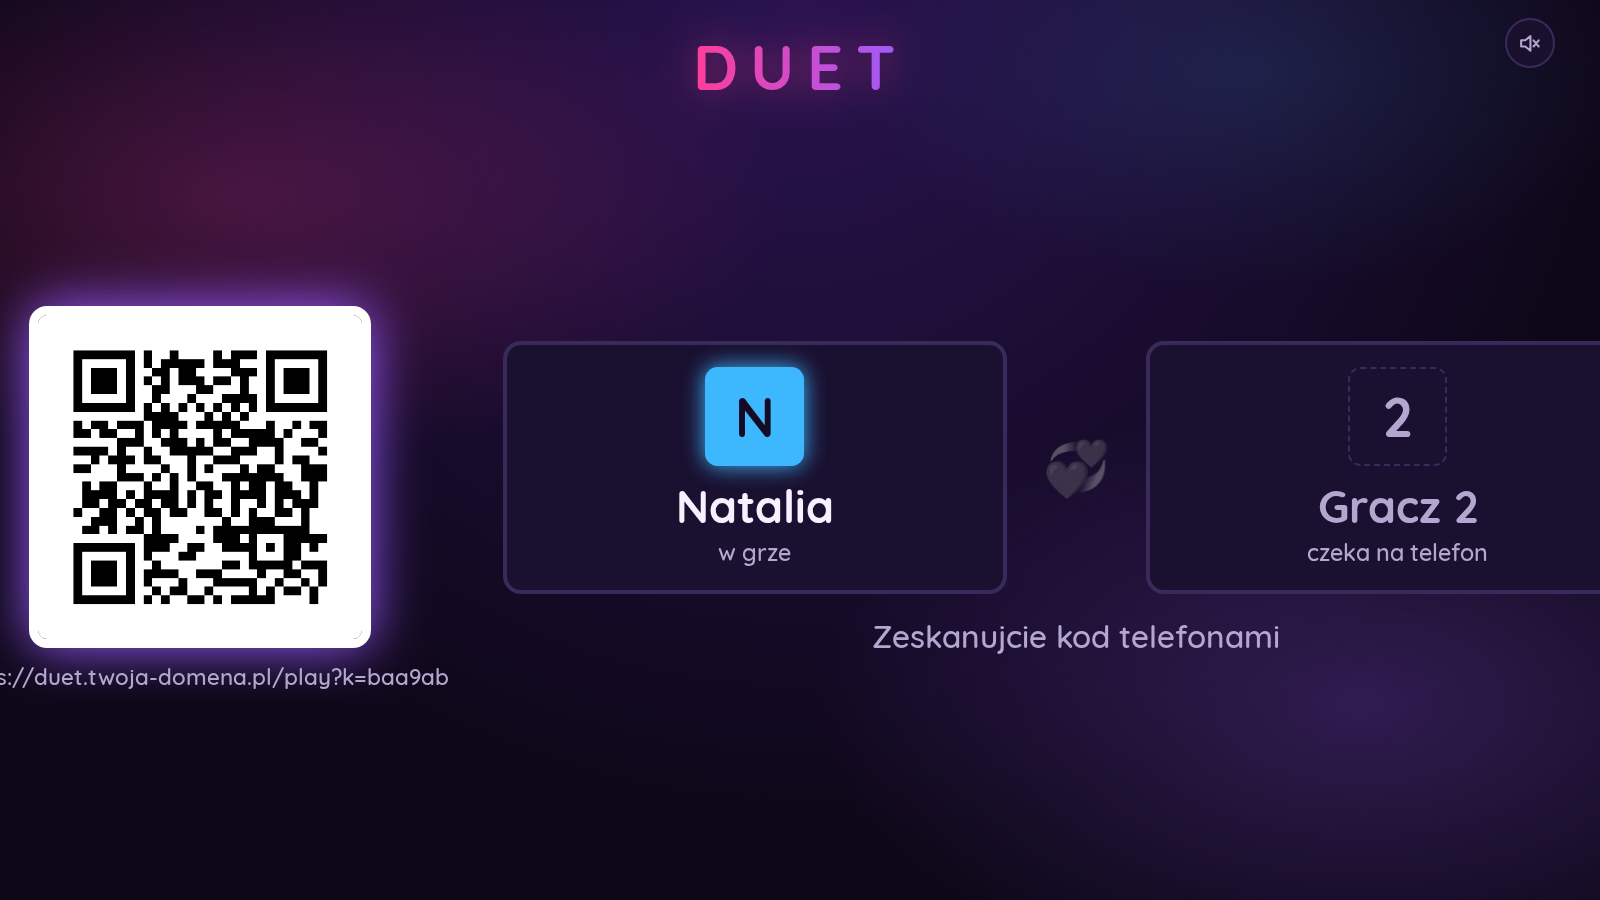 DUET
N
Natalia
w grze
2
Gracz 2
czeka na telefon
Zeskanujcie kod telefonami
s://duet.twoja-domena.pl/play?k=baa9ab